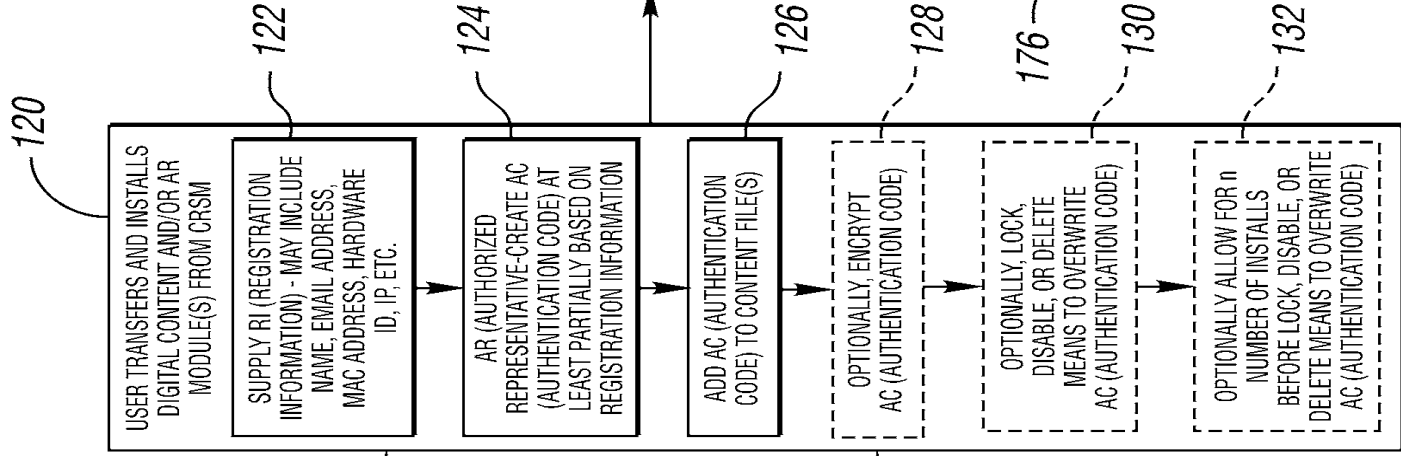 120
USER TRANSFERS AND INSTALLS
DIGITAL CONTENT AND/OR AR
MODULE(S) FROM CRSM
122
SUPPLY RI (REGISTRATION
INFORMATION) - MAY INCLUDE
NAME, EMAIL ADDRESS,
MAC ADDRESS, HARDWARE
ID, IP, ETC.
124
AR (AUTHORIZED
REPRESENTATIVE-CREATE AC
(AUTHENTICATION CODE) AT
LEAST PARTIALLY BASED ON
REGISTRATION INFORMATION
126
ADD AC (AUTHENTICATION
CODE) TO CONTENT FILE(S)
128
OPTIONALLY, ENCRYPT
AC (AUTHENTICATION CODE)
176
130
OPTIONALLY, LOCK,
DISABLE, OR DELETE
MEANS TO OVERWRITE
AC (AUTHENTICATION CODE)
132
OPTIONALLY ALLOW FOR n
NUMBER OF INSTALLS
BEFORE LOCK, DISABLE, OR
DELETE MEANS TO OVERWRITE
AC (AUTHENTICATION CODE)